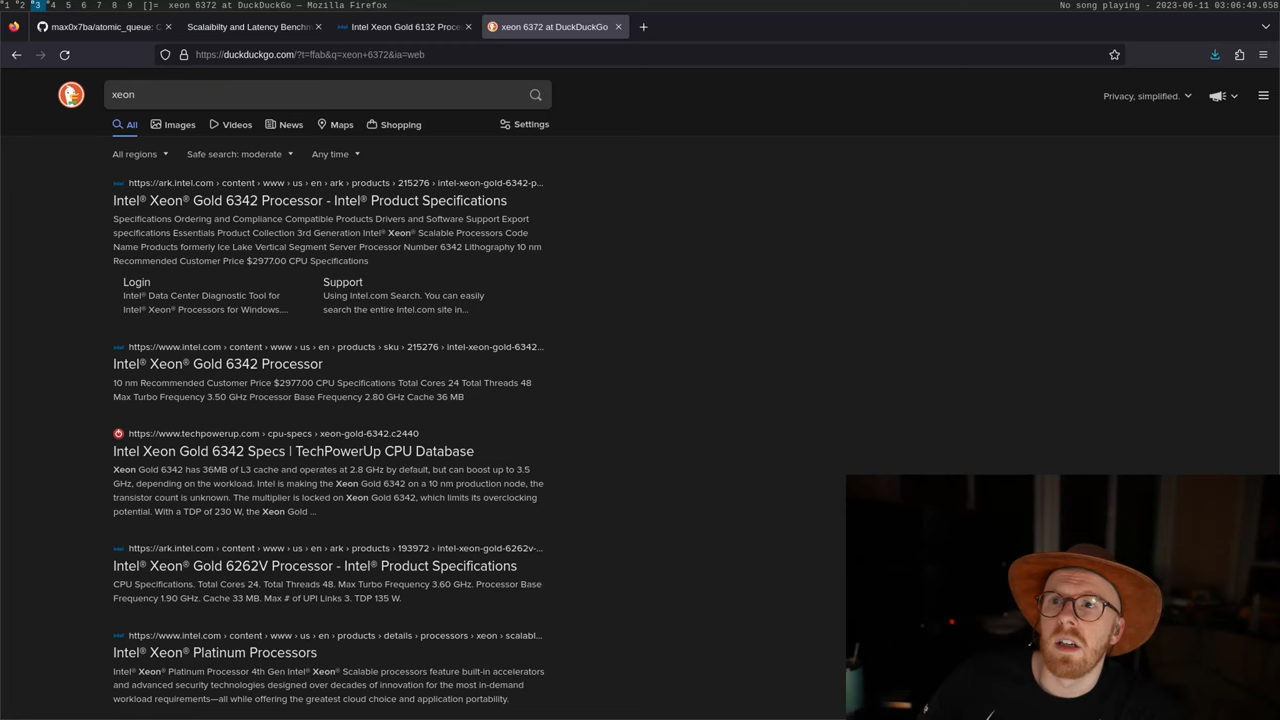 1 2 3 4 5 6 7 8 9 []= xeon 6372 at DuckDuckGo — Mozilla Firefox
No song playing - 2023-06-11 03:06:49.658
max0x7ba/atomic_queue: C
Scalaibilty and Latency Benchm
Intel Xeon Gold 6132 Proce
xeon 6372 at DuckDuckGo
https://duckduckgo.com/?t=ffab&q=xeon+6372&ia=web
xeon
Privacy, simplified.
All
Images
Videos
News
Maps
Shopping
Settings
All regions
Safe search: moderate
Any time
https://ark.intel.com › content › www › us › en › ark › products › 215276 › intel-xeon-gold-6342-p...
Intel® Xeon® Gold 6342 Processor - Intel® Product Specifications
Specifications Ordering and Compliance Compatible Products Drivers and Software Support Export
specifications Essentials Product Collection 3rd Generation Intel® Xeon® Scalable Processors Code
Name Products formerly Ice Lake Vertical Segment Server Processor Number 6342 Lithography 10 nm
Recommended Customer Price $2977.00 CPU Specifications
Login
Intel® Data Center Diagnostic Tool for
Intel® Xeon® Processors for Windows....
Support
Using Intel.com Search. You can easily
search the entire Intel.com site in...
https://www.intel.com › content › www › us › en › products › sku › 215276 › intel-xeon-gold-6342...
Intel® Xeon® Gold 6342 Processor
10 nm Recommended Customer Price $2977.00 CPU Specifications Total Cores 24 Total Threads 48
Max Turbo Frequency 3.50 GHz Processor Base Frequency 2.80 GHz Cache 36 MB
https://www.techpowerup.com › cpu-specs › xeon-gold-6342.c2440
Intel Xeon Gold 6342 Specs | TechPowerUp CPU Database
Xeon Gold 6342 has 36MB of L3 cache and operates at 2.8 GHz by default, but can boost up to 3.5
GHz, depending on the workload. Intel is making the Xeon Gold 6342 on a 10 nm production node, the
transistor count is unknown. The multiplier is locked on Xeon Gold 6342, which limits its overclocking
potential. With a TDP of 230 W, the Xeon Gold ...
https://ark.intel.com › content › www › us › en › ark › products › 193972 › intel-xeon-gold-6262v-...
Intel® Xeon® Gold 6262V Processor - Intel® Product Specifications
CPU Specifications. Total Cores 24. Total Threads 48. Max Turbo Frequency 3.60 GHz. Processor Base
Frequency 1.90 GHz. Cache 33 MB. Max # of UPI Links 3. TDP 135 W.
https://www.intel.com › content › www › us › en › products › details › processors › xeon › scalabl...
Intel® Xeon® Platinum Processors
Intel® Xeon® Platinum Processor 4th Gen Intel® Xeon® Scalable processors feature built-in accelerators
and advanced security technologies designed over decades of innovation for the most in-demand
workload requirements—all while offering the greatest cloud choice and application portability.